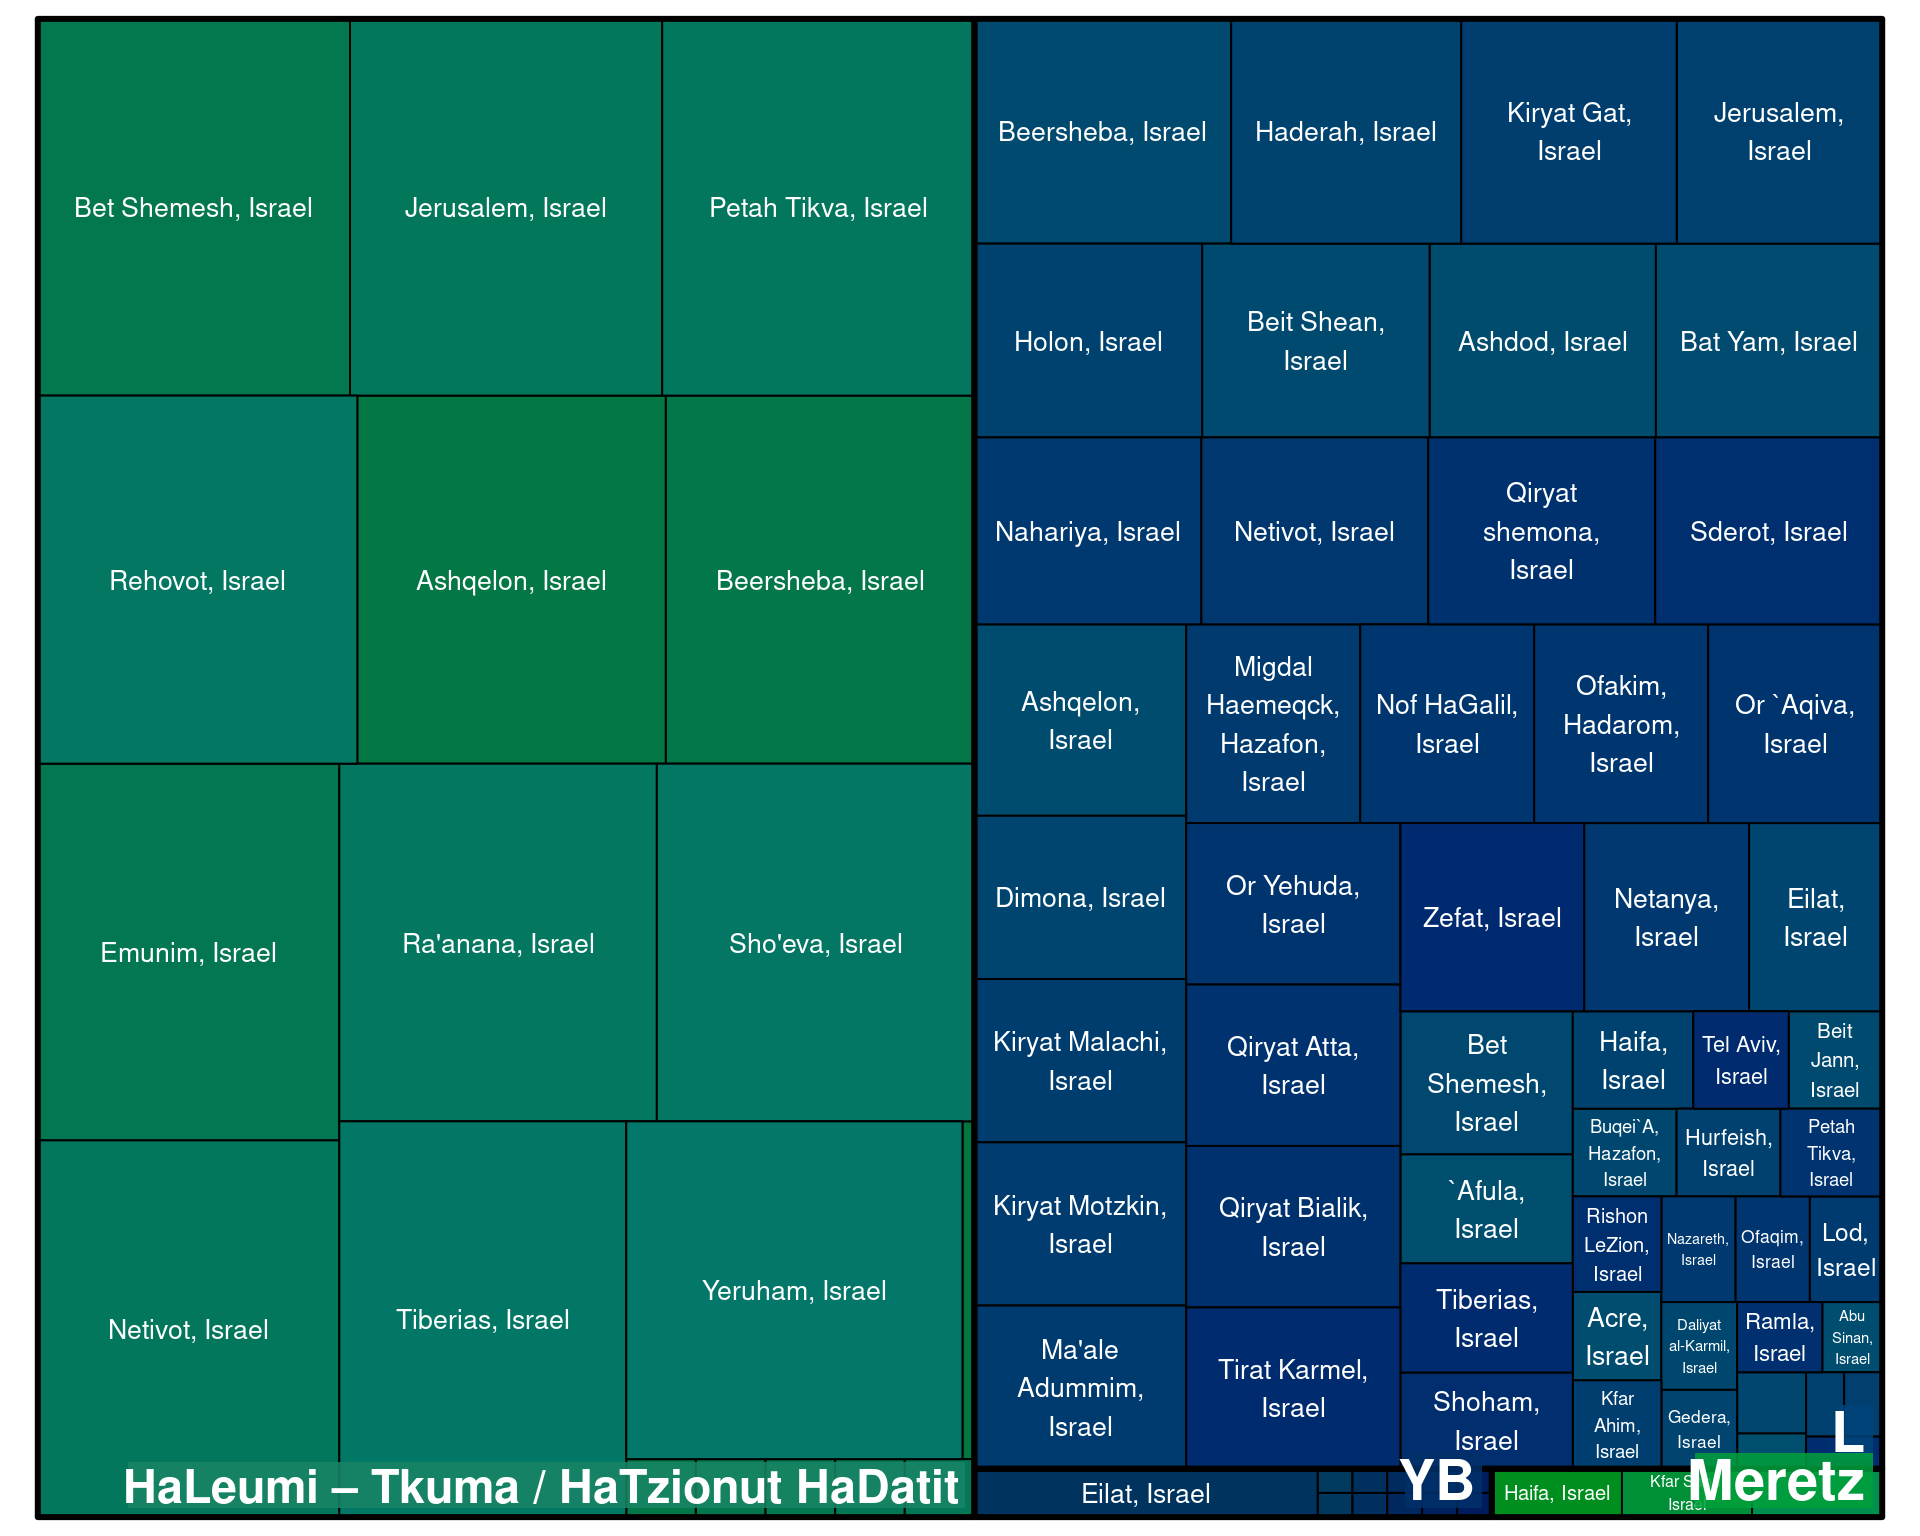 Bet Shemesh, Israel
Jerusalem, Israel
Petah Tikva, Israel
Rehovot, Israel
Ashqelon, Israel
Beersheba, Israel
Emunim, Israel
Ra'anana, Israel
Sho'eva, Israel
Netivot, Israel
Tiberias, Israel
Yeruham, Israel
HaLeumi – Tkuma / HaTzionut HaDatit
Beersheba, Israel
Haderah, Israel
Kiryat Gat,
Israel
Jerusalem,
Israel
Holon, Israel
Beit Shean,
Israel
Ashdod, Israel
Bat Yam, Israel
Nahariya, Israel
Netivot, Israel
Qiryat
shemona,
Israel
Sderot, Israel
Ashqelon,
Israel
Migdal
Haemeqck,
Hazafon,
Israel
Nof HaGalil,
Israel
Ofakim,
Hadarom,
Israel
Or `Aqiva,
Israel
Dimona, Israel
Or Yehuda,
Israel
Zefat, Israel
Netanya,
Israel
Eilat,
Israel
Kiryat Malachi,
Israel
Qiryat Atta,
Israel
Bet
Shemesh,
Israel
Haifa,
Israel
Tel Aviv,
Israel
Beit
Jann,
Israel
Buqei`A,
Hazafon,
Israel
Hurfeish,
Israel
Petah
Tikva,
Israel
Kiryat Motzkin,
Israel
Qiryat Bialik,
Israel
`Afula,
Israel
Rishon
LeZion,
Israel
Nazareth,
Israel
Ofaqim,
Israel
Lod,
Israel
Ma'ale
Adummim,
Israel
Tirat Karmel,
Israel
Tiberias,
Israel
Shoham,
Israel
Acre,
Israel
Daliyat
al-Karmil,
Israel
Ramla,
Israel
Abu
Sinan,
Israel
Kfar
Ahim,
Israel
Gedera,
Israel
L
Eilat, Israel
YB
Haifa, Israel
Kfar
Israel
Meretz